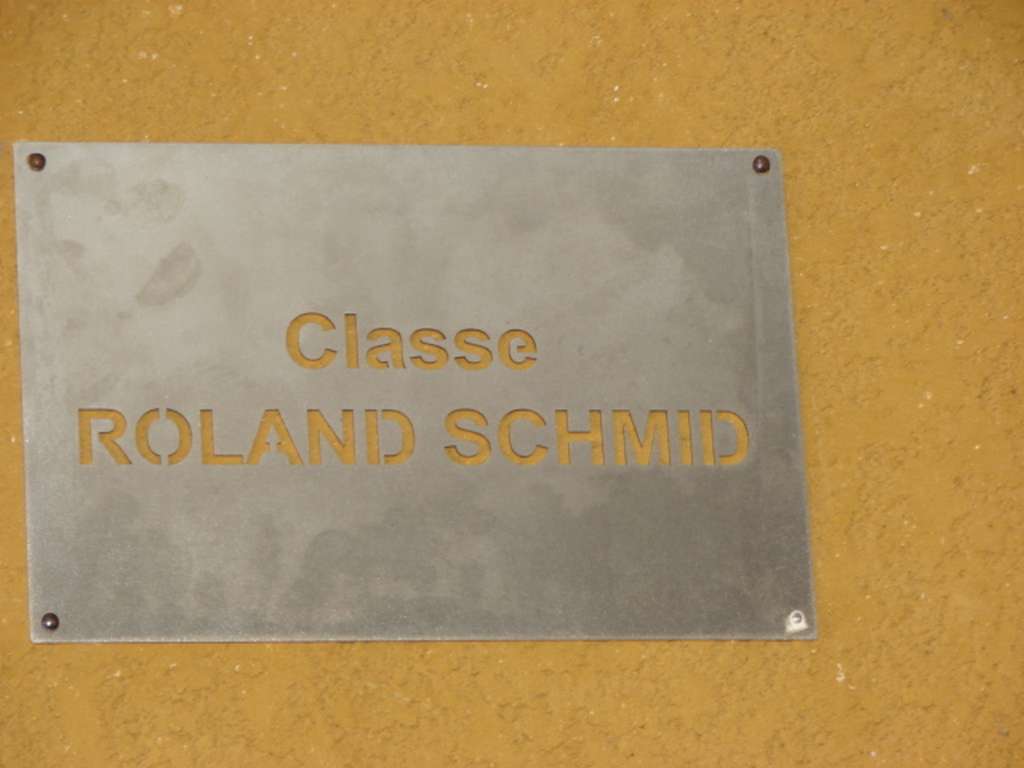 Classe
ROLAND SCHMID